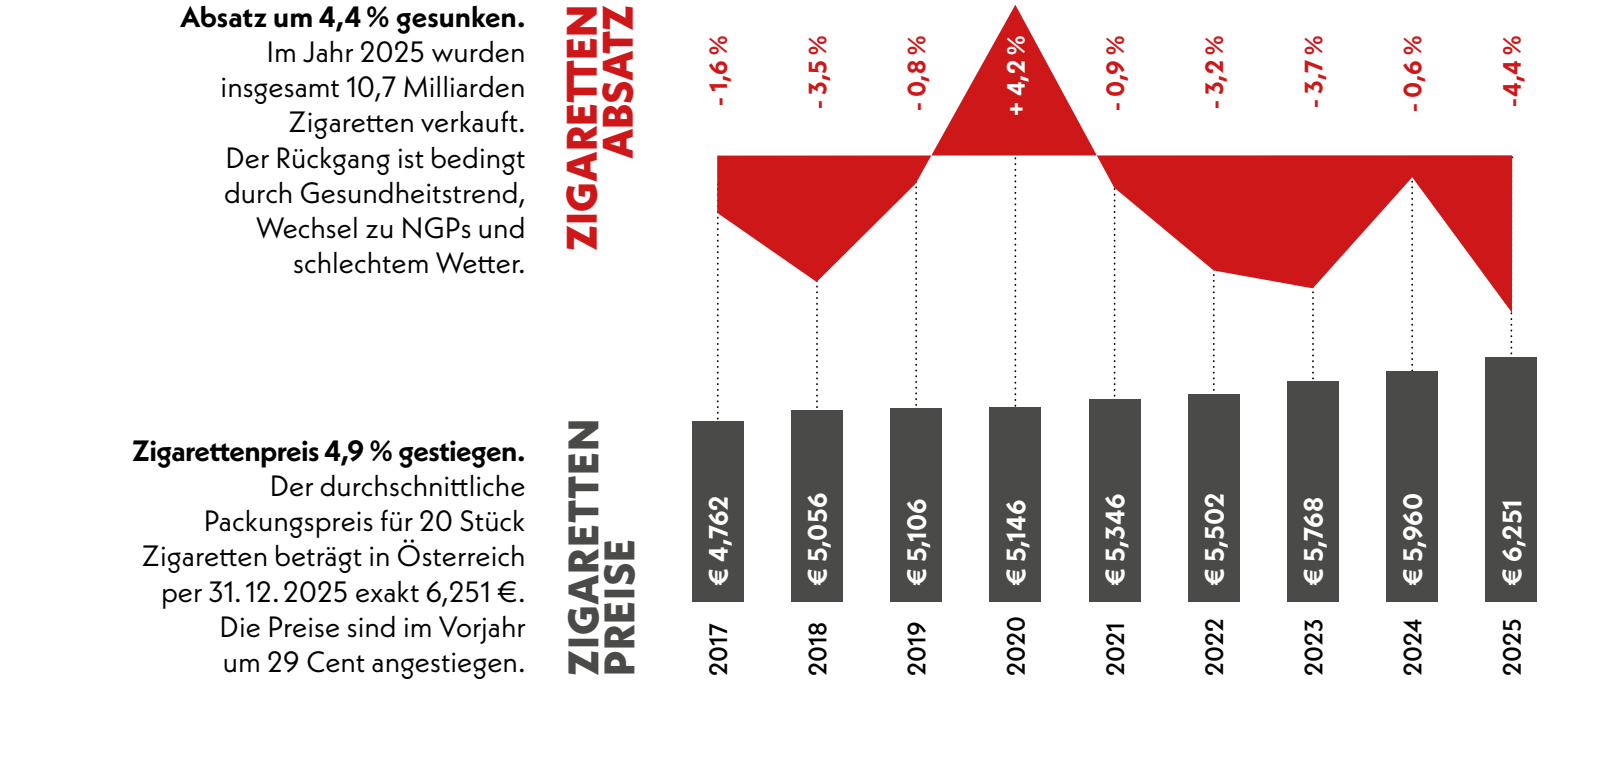 Absatz um 4,4 % gesunken.
Im Jahr 2025 wurden
insgesamt 10,7 Milliarden
Zigaretten verkauft.
Der Rückgang ist bedingt
durch Gesundheitstrend,
Wechsel zu NGPs und
schlechtem Wetter.
ZIGARETTEN
ABSATZ
- 1,6 %
- 3,5 %
- 0,8 %
+ 4,2 %
- 0,9 %
- 3,2 %
- 3,7 %
- 0,6 %
-4,4 %
Zigarettenpreis 4,9 % gestiegen.
Der durchschnittliche
Packungspreis für 20 Stück
Zigaretten beträgt in Österreich
per 31. 12. 2025 exakt 6,251 €.
Die Preise sind im Vorjahr
um 29 Cent angestiegen.
ZIGARETTEN
PREISE
€ 4,762
€ 5,056
€ 5,106
€ 5,146
€ 5,346
€ 5,502
€ 5,768
€ 5,960
€ 6,251
2017
2018
2019
2020
2021
2022
2023
2024
2025